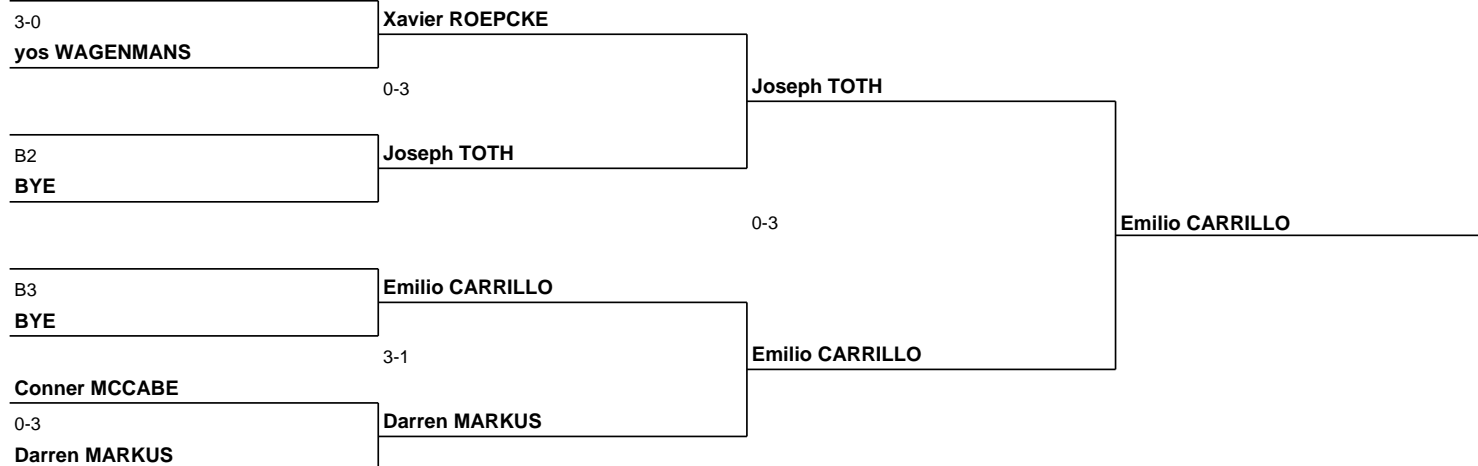 3-0
yos WAGENMANS
Xavier ROEPCKE
0-3
Joseph TOTH
B2
BYE
Joseph TOTH
0-3
Emilio CARRILLO
B3
BYE
Emilio CARRILLO
3-1
Emilio CARRILLO
Conner MCCABE
0-3
Darren MARKUS
Darren MARKUS